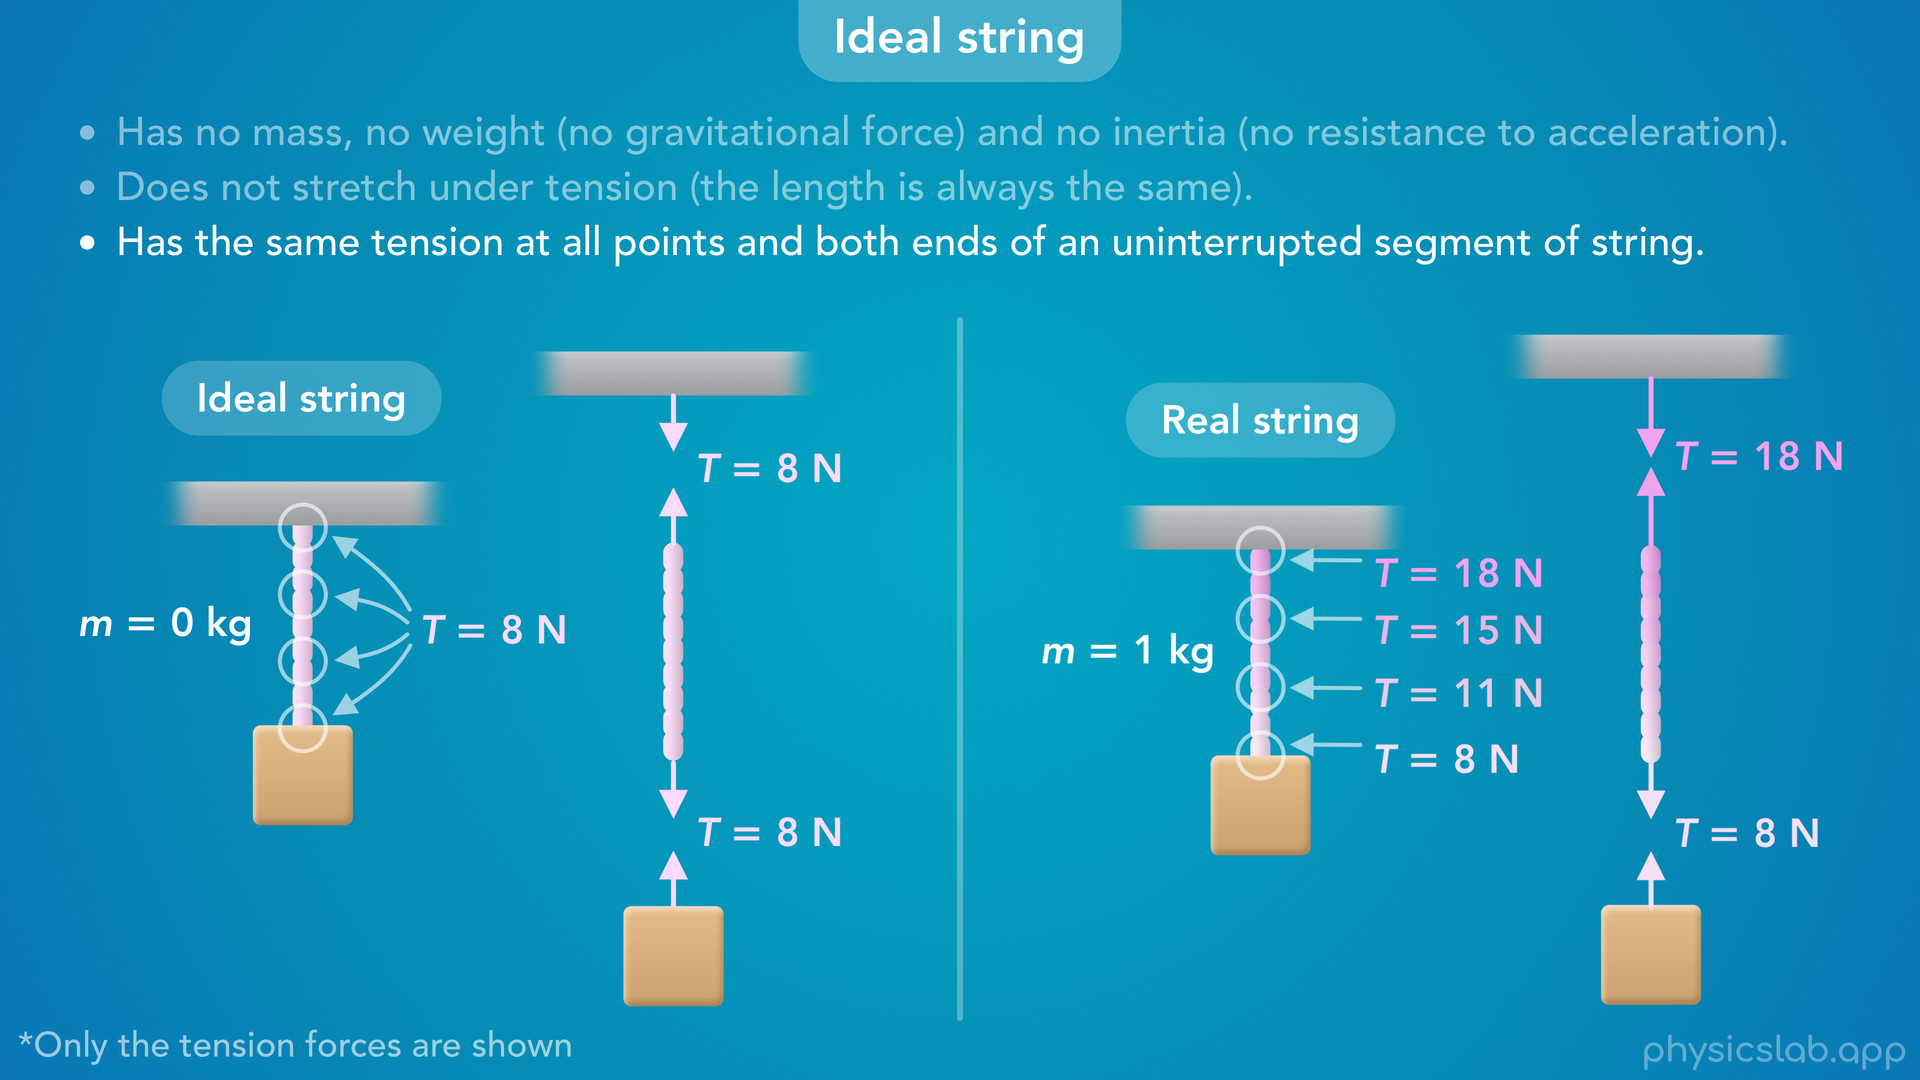 Ideal string
• Has no mass, no weight (no gravitational force) and no inertia (no resistance to acceleration).
• Does not stretch under tension (the length is always the same).
• Has the same tension at all points and both ends of an uninterrupted segment of string.
Ideal string
m = 0 kg
T = 8 N
T = 8 N
T = 8 N
Real string
m = 1 kg
T = 18 N
T = 15 N
T = 11 N
T = 8 N
T = 18 N
T = 8 N
*Only the tension forces are shown
physicslab.app